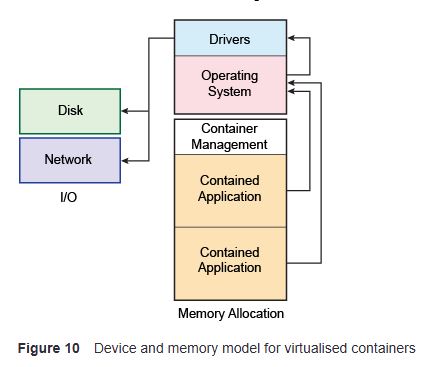 Drivers
Operating
System
Disk
Network
I/O
Container
Management
Contained
Application
Contained
Application
Memory Allocation
Figure 10 Device and memory model for virtualised containers